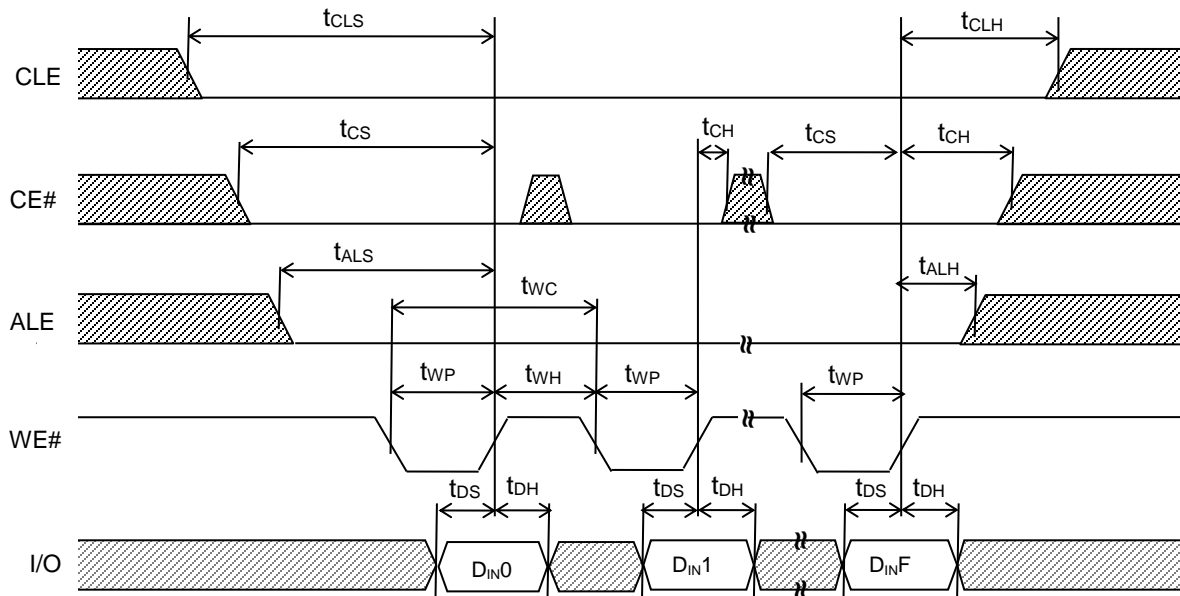 tCLS
tCLH
CLE
tCS
tCH
tCS
tCH
CE#
tALS
tALH
tWC
ALE
tWP
tWH
tWP
tWP
WE#
tDS
tDH
tDS
tDH
tDS
tDH
I/O
DIN0
DIN1
DINF